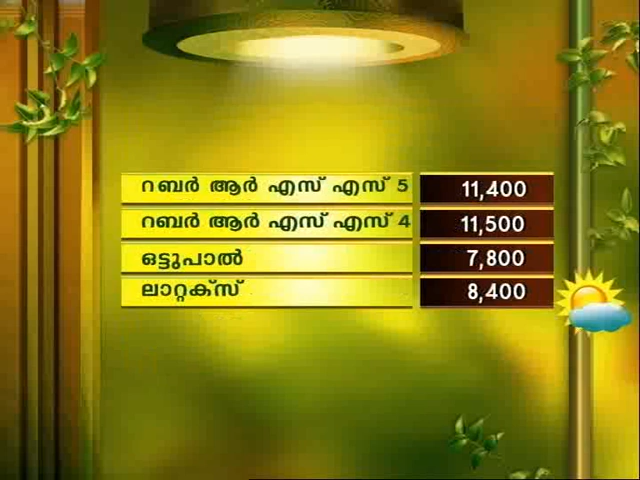 റബർ ആർ എസ് എസ് 5 11,400
റബർ ആർ എസ് എസ് 4 11,500
ഒട്ടുപാൽ 7,800
ലാറ്റക്സ് 8,400